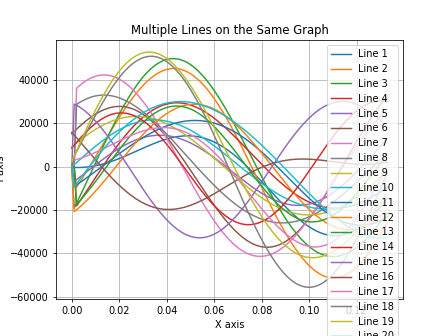 Multiple Lines on the Same Graph
40000
20000
0
−20000
−40000
−60000
0.00
0.02
0.04
0.06
0.08
0.10
X axis
Line 1
Line 2
Line 3
Line 4
Line 5
Line 6
Line 7
Line 8
Line 9
Line 10
Line 11
Line 12
Line 13
Line 14
Line 15
Line 16
Line 17
Line 18
Line 19
Line 20